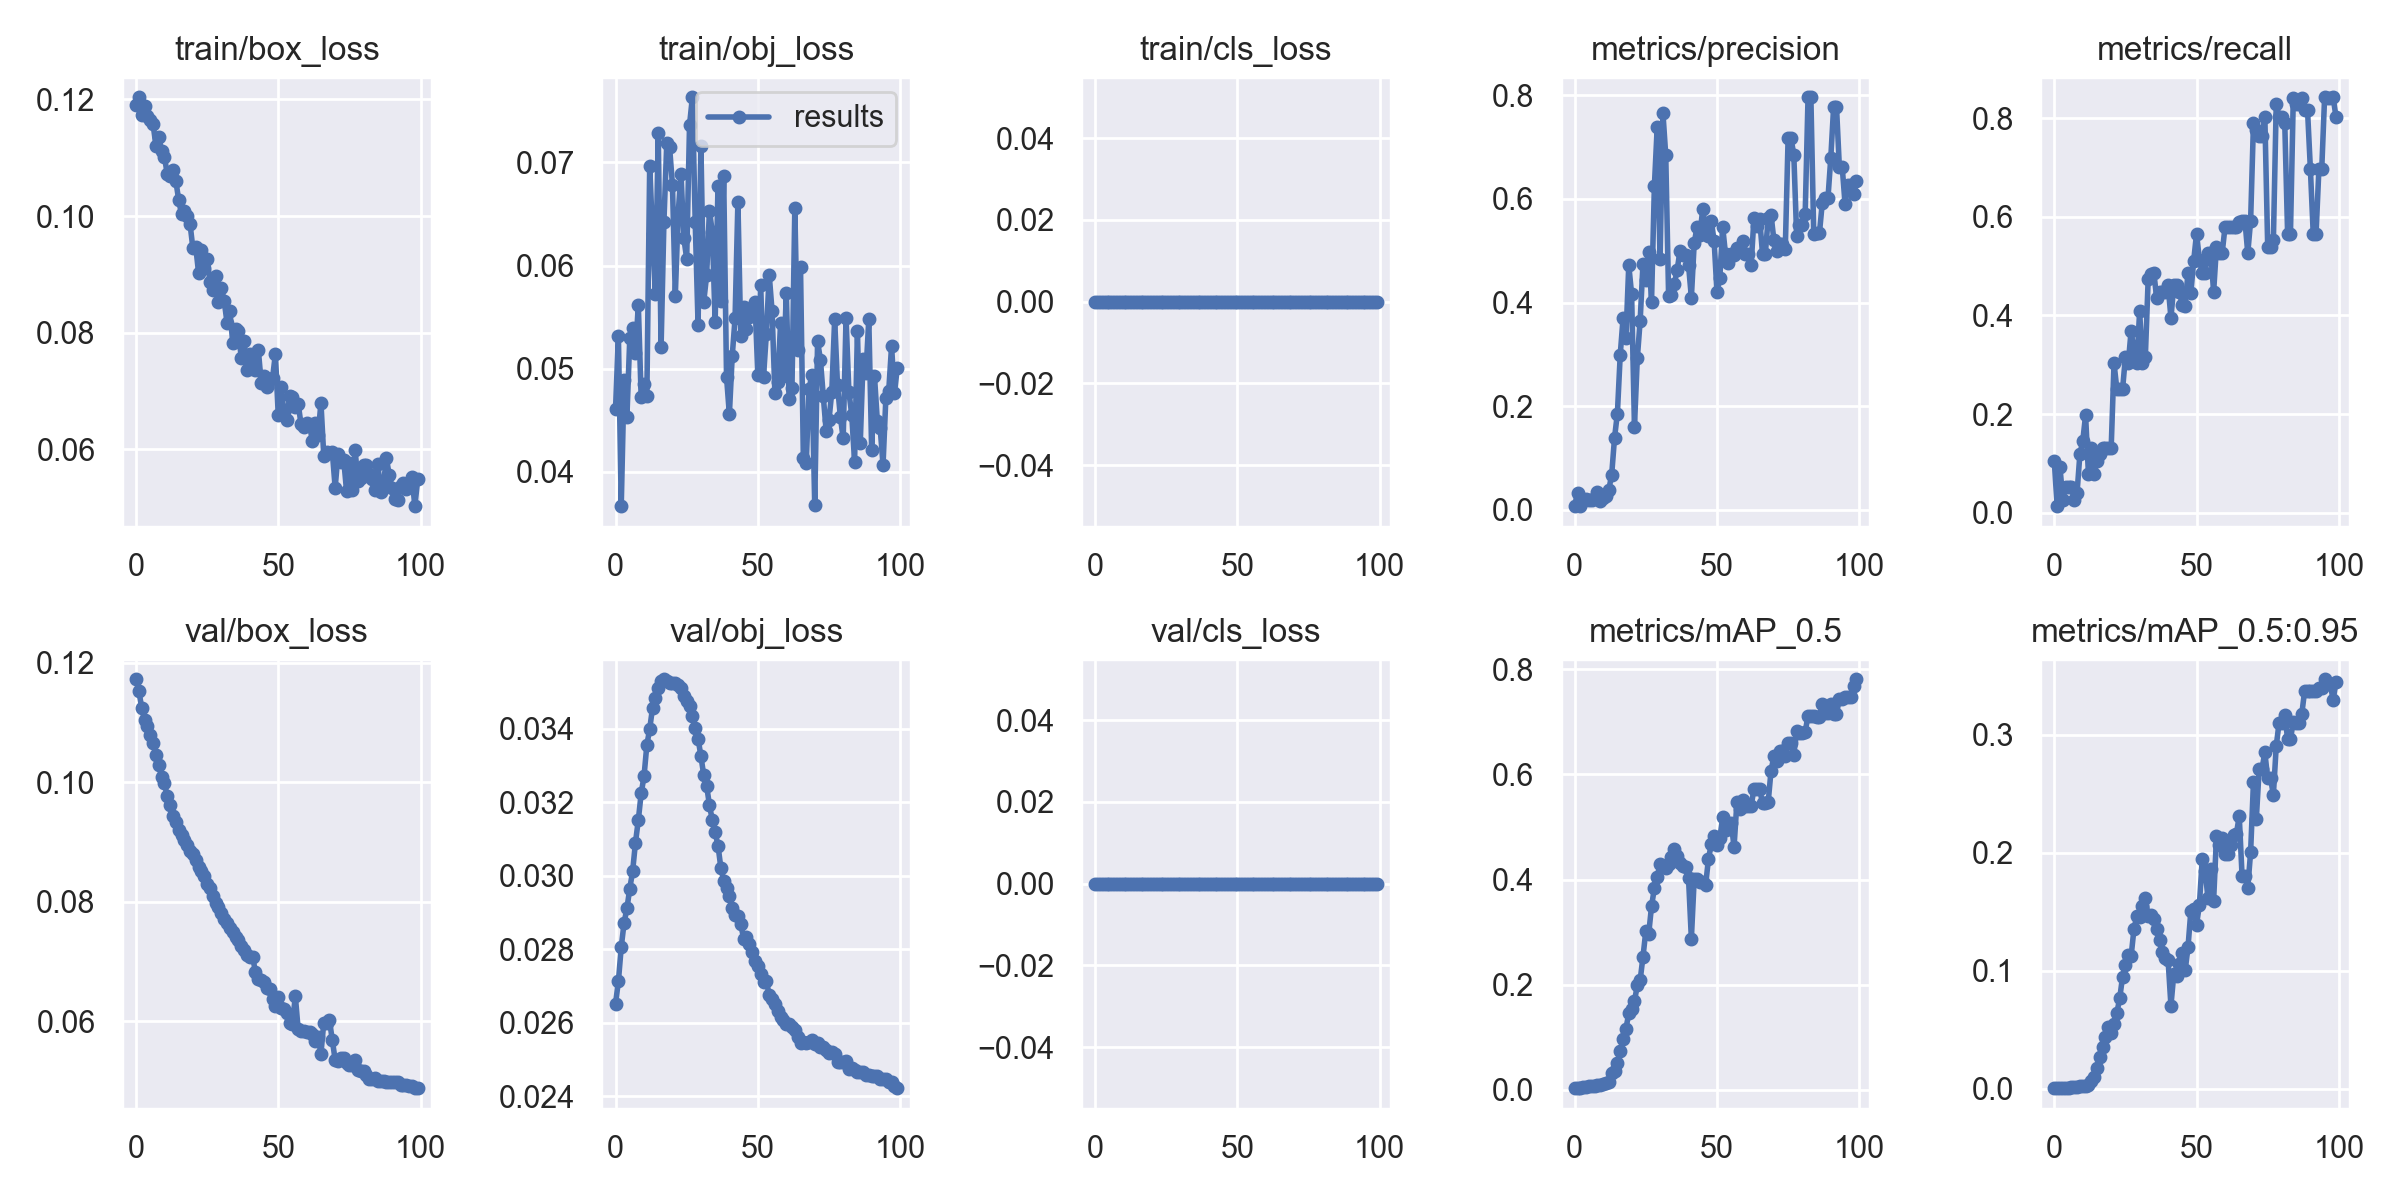 train/box_loss
0.12
0.10
0.08
0.06
0 50 100
train/obj_loss
results
0.07
0.06
0.05
0.04
0 50 100
train/cls_loss
0.04
0.02
0.00
−0.02
−0.04
0 50 100
metrics/precision
0.8
0.6
0.4
0.2
0.0
0 50 100
metrics/recall
0.8
0.6
0.4
0.2
0.0
0 50 100
val/box_loss
0.12
0.10
0.08
0.06
0 50 100
val/obj_loss
0.034
0.032
0.030
0.028
0.026
0.024
0 50 100
val/cls_loss
0.04
0.02
0.00
−0.02
−0.04
0 50 100
metrics/mAP_0.5
0.8
0.6
0.4
0.2
0.0
0 50 100
metrics/mAP_0.5:0.95
0.3
0.2
0.1
0.0
0 50 100